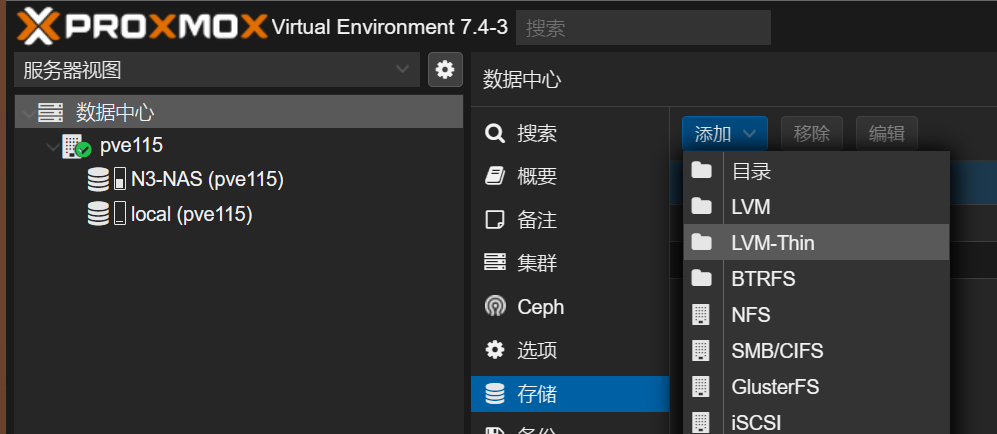 PROXMOX Virtual Environment 7.4-3 搜索
服务器视图
数据中心
pve115
N3-NAS (pve115)
local (pve115)
数据中心
搜索
概要
备注
集群
Ceph
选项
存储
备份
添加 移除 编辑
目录
LVM
LVM-Thin
BTRFS
NFS
SMB/CIFS
GlusterFS
iSCSI